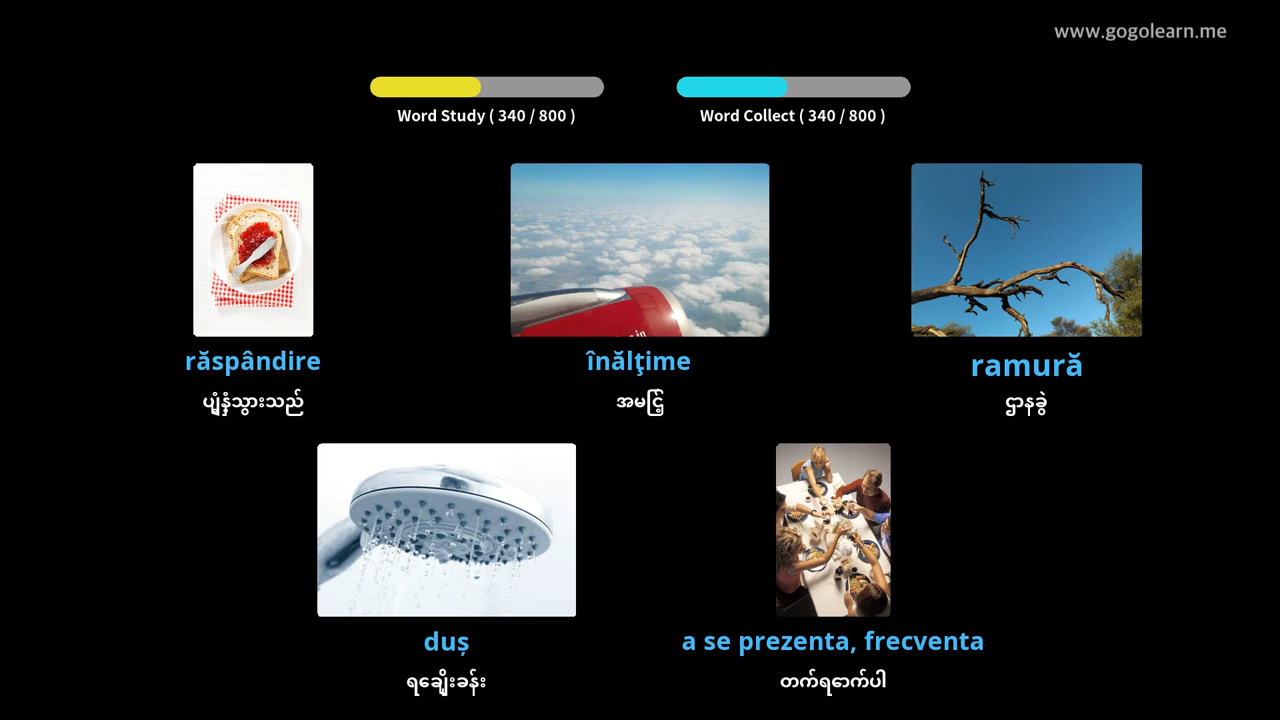 www.gogolearn.me
Word Study ( 340 / 800 )
Word Collect ( 340 / 800 )
răspândire
înălţime
ramură
ပျံ့နှံ့သွားသည်
အမြင့်
ဌာနခွဲ
duș
a se prezenta, frecventa
ရေချိုးခန်း
တက်ရောက်ပါ